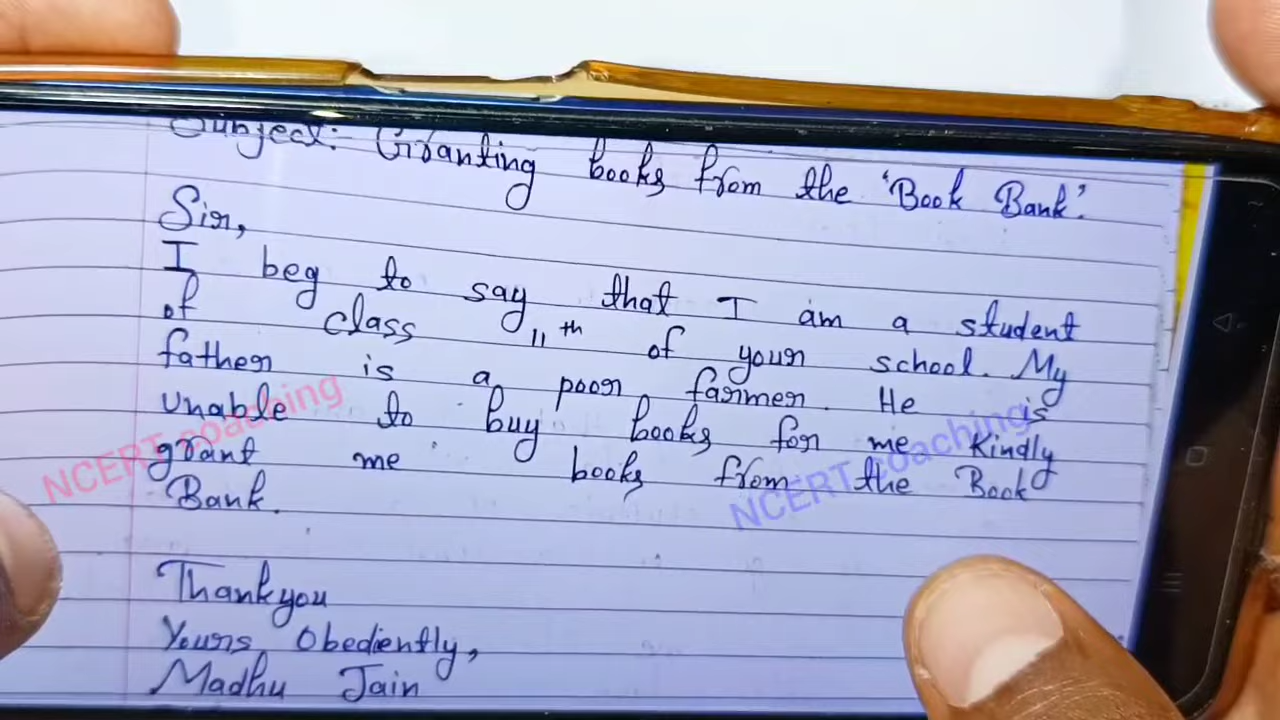 Subject:- Granting books from the 'Book Bank'.
Sir,
I beg to say that I am a student
of class 11th of your school. My
father is a poor farmer. He is
unable to buy books for me Kindly
grant me books from the Book
Bank.
Thankyou
Yours Obediently,
Madhu Jain
NCERT coaching
NCERT coaching